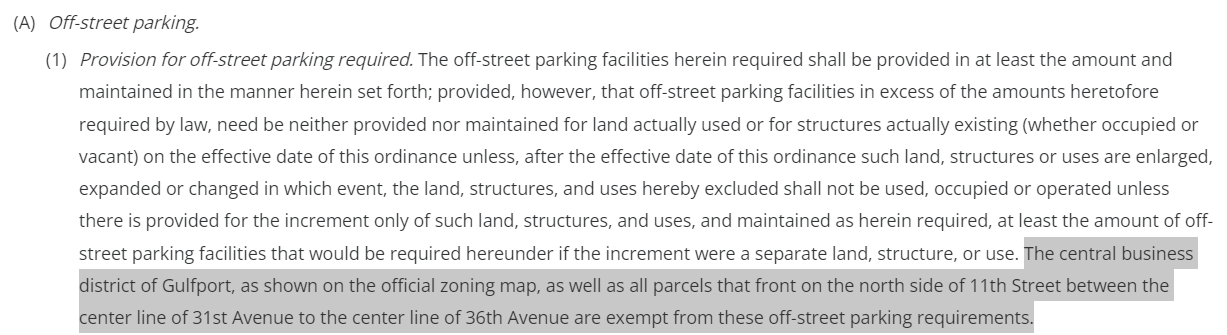 (A) Off-street parking.
(1) Provision for off-street parking required. The off-street parking facilities herein required shall be provided in at least the amount and
maintained in the manner herein set forth; provided, however, that off-street parking facilities in excess of the amounts heretofore
required by law, need be neither provided nor maintained for land actually used or for structures actually existing (whether occupied or
vacant) on the effective date of this ordinance unless, after the effective date of this ordinance such land, structures or uses are enlarged,
expanded or changed in which event, the land, structures, and uses hereby excluded shall not be used, occupied or operated unless
there is provided for the increment only of such land, structures, and uses, and maintained as herein required, at least the amount of off-
street parking facilities that would be required hereunder if the increment were a separate land, structure, or use. The central business
district of Gulfport, as shown on the official zoning map, as well as all parcels that front on the north side of 11th Street between the
center line of 31st Avenue to the center line of 36th Avenue are exempt from these off-street parking requirements.